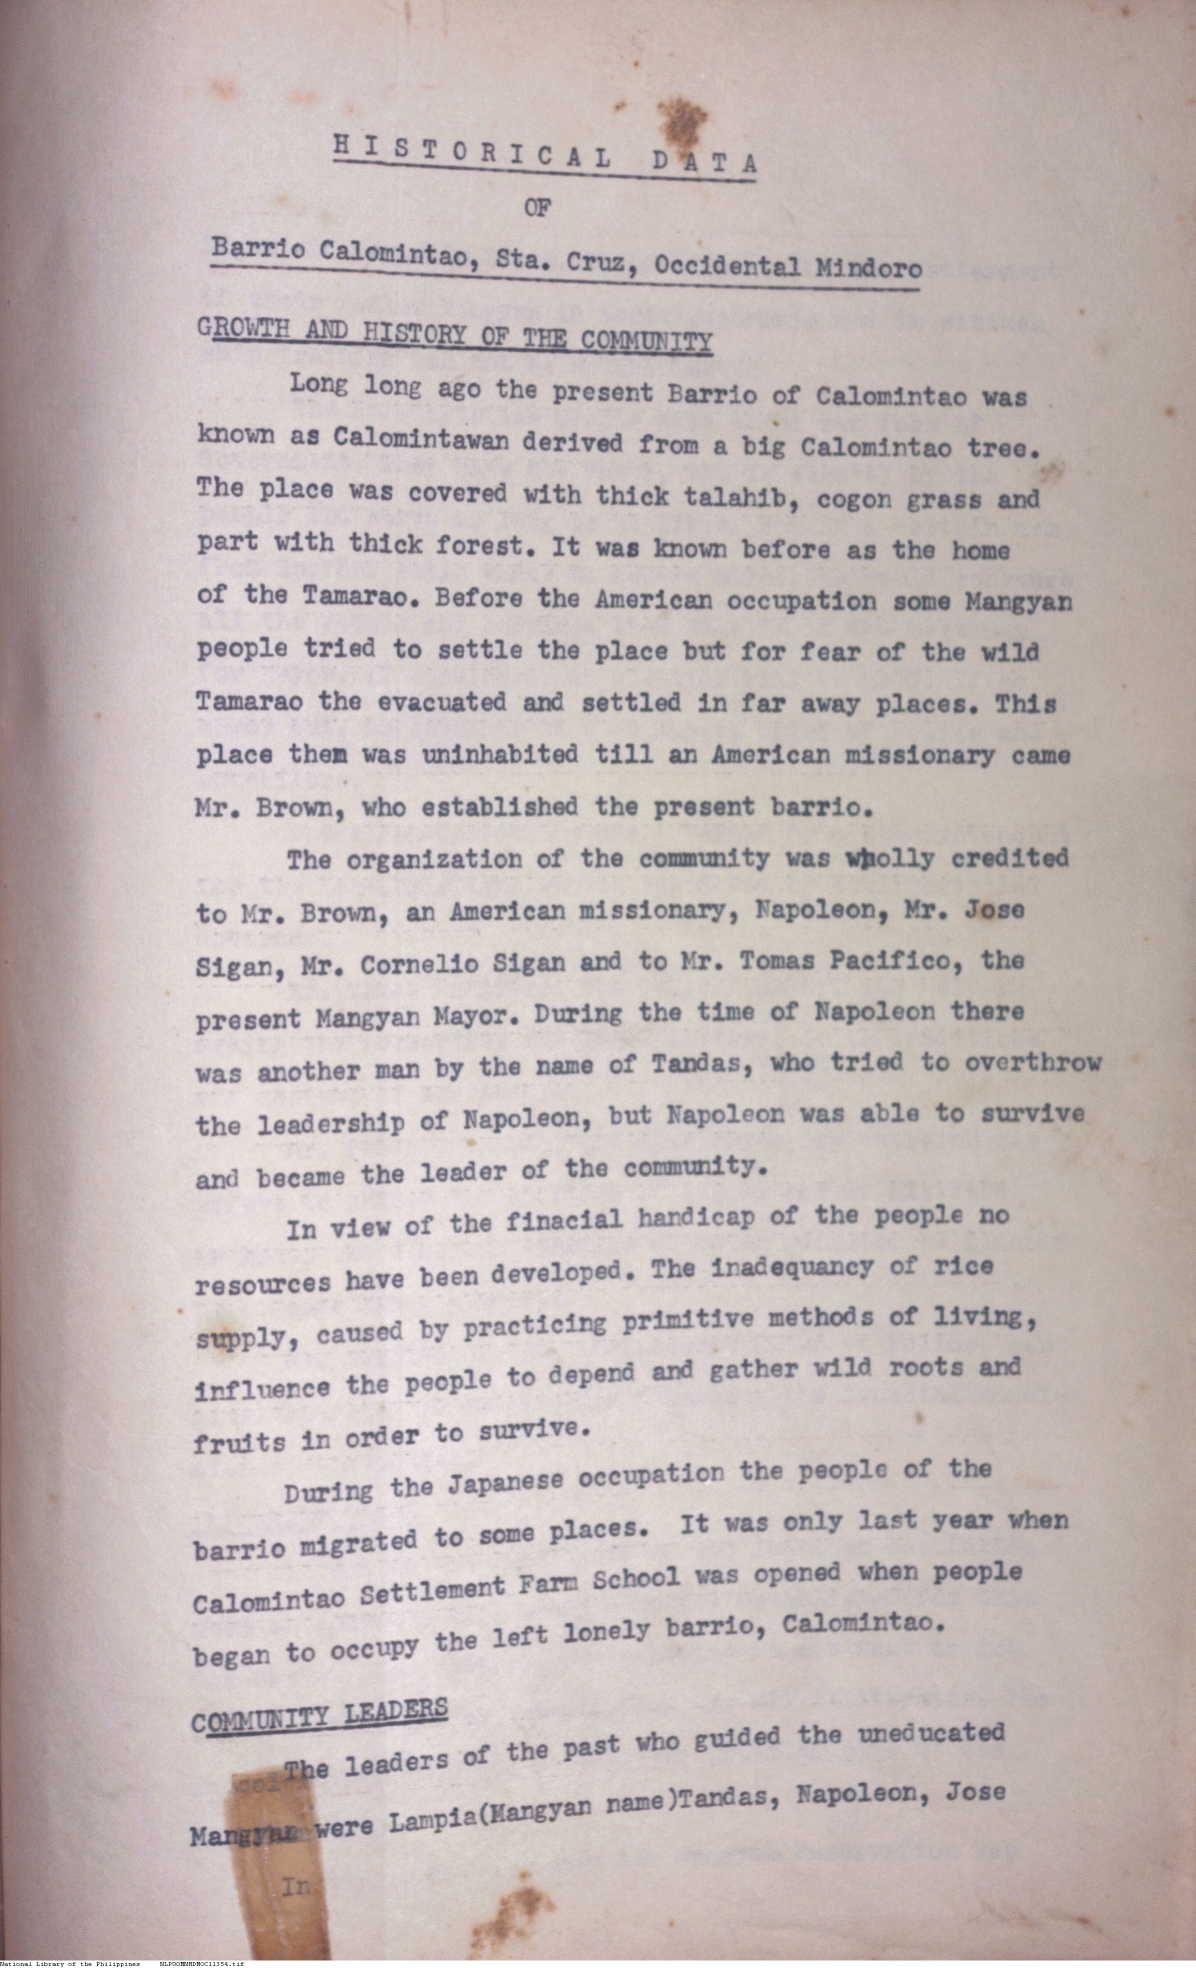 HISTORICAL DATA
OF
Barrio Calomintao, Sta. Cruz, Occidental Mindoro
GROWTH AND HISTORY OF THE COMMUNITY
Long long ago the present Barrio of Calomintao was
known as Calomintawan derived from a big Calomintao tree.
The place was covered with thick talahib, cogon grass and
part with thick forest. It was known before as the home
of the Tamarao. Before the American occupation some Mangyan
people tried to settle the place but for fear of the wild
Tamarao the evacuated and settled in far away places. This
place then was uninhabited till an American missionary came
Mr. Brown, who established the present barrio.
The organization of the community was wholly credited
to Mr. Brown, an American missionary, Napoleon, Mr. Jose
Sigan, Mr. Cornelio Sigan and to Mr. Tomas Pacifico, the
present Mangyan Mayor. During the time of Napoleon there
was another man by the name of Tandas, who tried to overthrow
the leadership of Napoleon, but Napoleon was able to survive
and became the leader of the community.
In view of the finacial handicap of the people no
resources have been developed. The inadequancy of rice
supply, caused by practicing primitive methods of living,
influence the people to depend and gather wild roots and
fruits in order to survive.
During the Japanese occupation the people of the
barrio migrated to some places. It was only last year when
Calomintao Settlement Farm School was opened when people
began to occupy the left lonely barrio, Calomintao.
COMMUNITY LEADERS
The leaders of the past who guided the uneducated
Mangyan were Lampia(Mangyan name)Tandas, Napoleon, Jose
In
National Library of the Philippines NLPOOMNHDMOC11354.tif